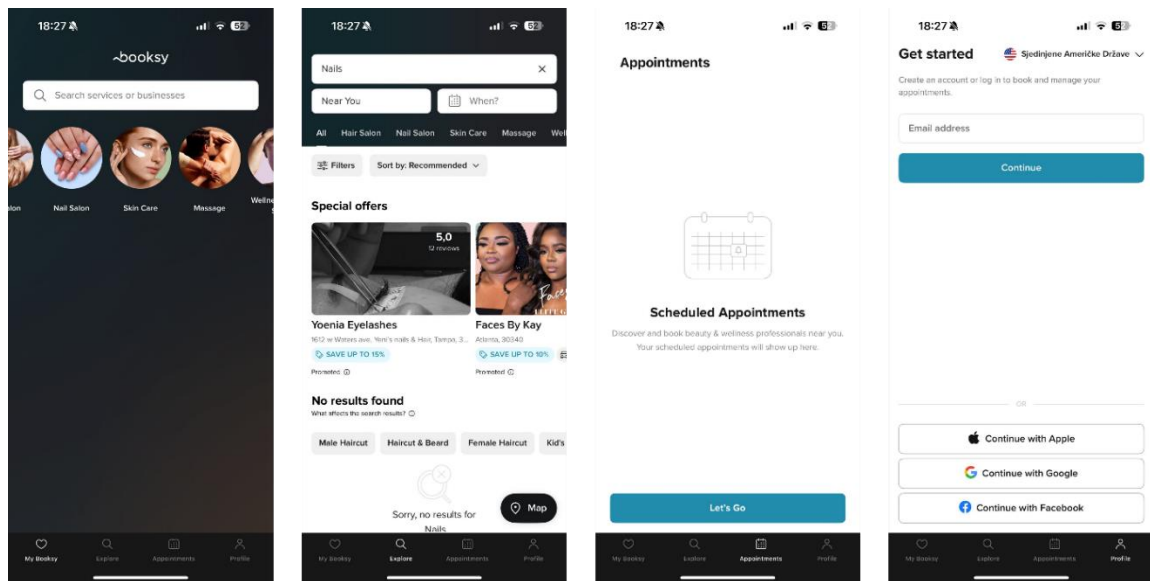 18:27
52
booksy
Search services or businesses
alon
Nail Salon
Skin Care
Massage
Wellne
My Booksy
Explore
Appointments
Profile
18:27
52
Nails
Near You
When?
All Hair Salon Nail Salon Skin Care Massage Well
Filters
Sort by: Recommended
Special offers
5,0
12 reviews
Yoenia Eyelashes
1612 w Waters ave, Yeni's nails & Hair, Tampa, 3...
SAVE UP TO 15%
Promoted
Faces By Kay
Atlanta, 30340
SAVE UP TO 10%
Promoted
No results found
What affects the search results?
Male Haircut
Haircut & Beard
Female Haircut
Kid's
Sorry, no results for
Nails
Map
My Booksy
Explore
Appointments
Profile
18:27
52
Appointments
Scheduled Appointments
Discover and book beauty & wellness professionals near you.
Your scheduled appointments will show up here.
Let's Go
My Booksy
Explore
Appointments
Profile
18:27
52
Get started
Sjedinjene Američke Države
Create an account or log in to book and manage your
appointments.
Email address
Continue
OR
Continue with Apple
Continue with Google
Continue with Facebook
My Booksy
Explore
Appointments
Profile